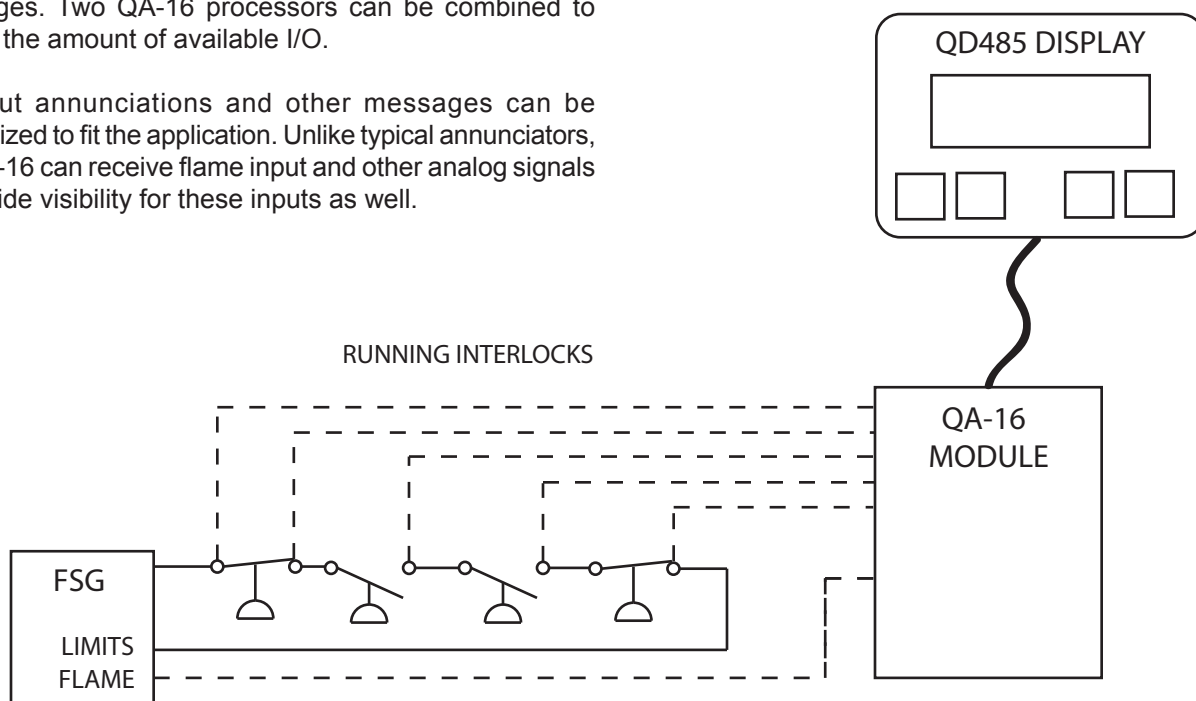 ges. Two QA-16 processors can be combined to
the amount of available I/O.
ut annunciations and other messages can be
ized to fit the application. Unlike typical annunciators,
-16 can receive flame input and other analog signals
ide visibility for these inputs as well.
QD485 DISPLAY
RUNNING INTERLOCKS
QA-16
MODULE
FSG
LIMITS
FLAME